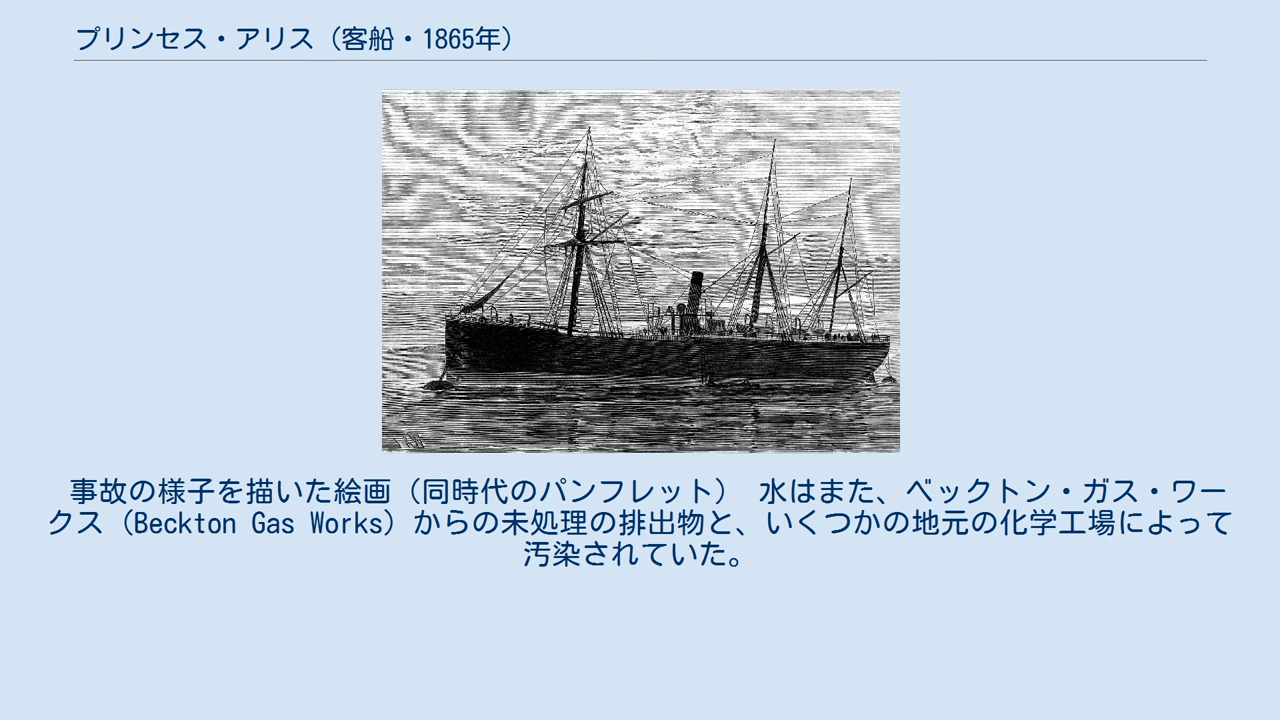 プリンセス・アリス（客船・1865年）
事故の様子を描いた絵画（同時代のパンフレット）　水はまた、ベックトン・ガス・ワー
クス（Beckton Gas Works）からの未処理の排出物と、いくつかの地元の化学工場によって
汚染されていた。